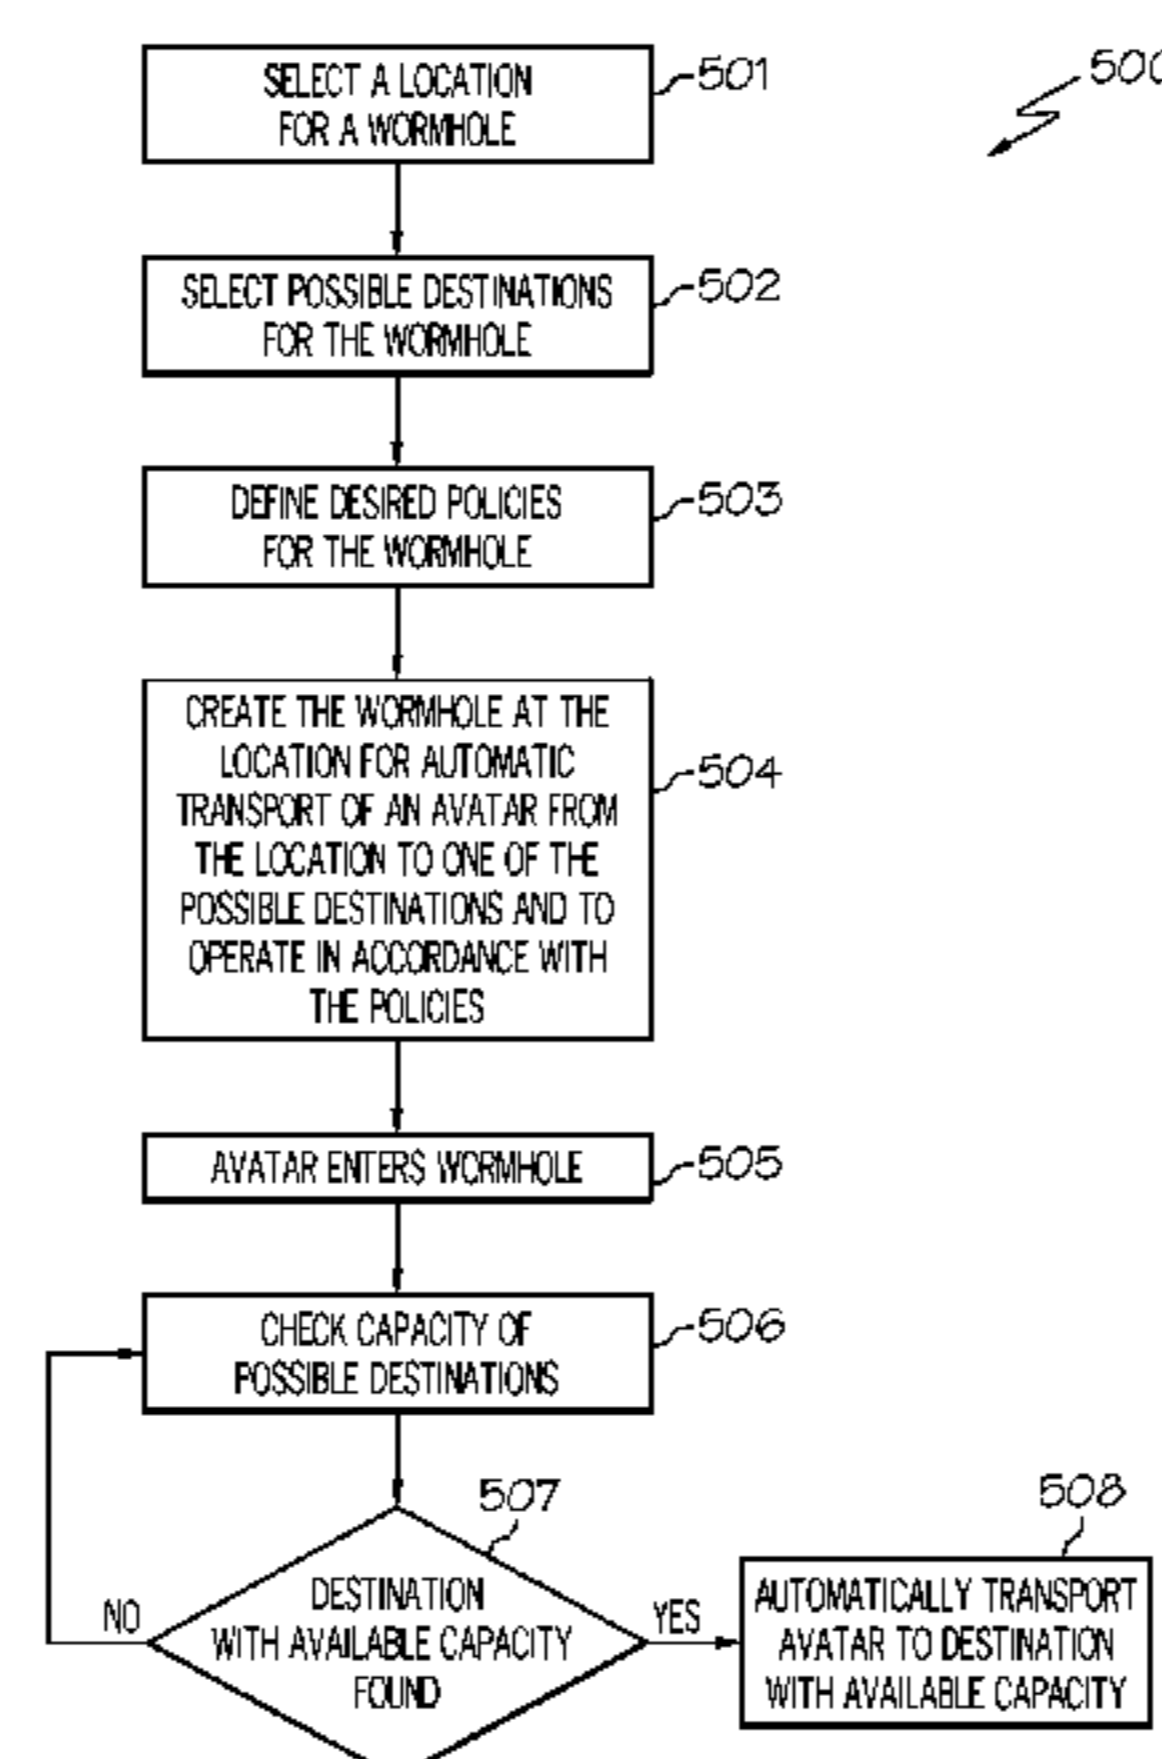 SELECT A LOCATION
FOR A WORMHOLE
501
500
SELECT POSSIBLE DESTINATIONS
FOR THE WORMHOLE
502
DEFINE DESIRED POLICIES
FOR THE WORMHOLE
503
CREATE THE WORMHOLE AT THE
LOCATION FOR AUTOMATIC
TRANSPORT OF AN AVATAR FROM
THE LOCATION TO ONE OF THE
POSSIBLE DESTINATIONS AND TO
OPERATE IN ACCORDANCE WITH
THE POLICIES
504
AVATAR ENTERS WORMHOLE
505
CHECK CAPACITY OF
POSSIBLE DESTINATIONS
506
507
DESTINATION
WITH AVAILABLE CAPACITY
FOUND
NO
YES
508
AUTOMATICALLY TRANSPORT
AVATAR TO DESTINATION
WITH AVAILABLE CAPACITY